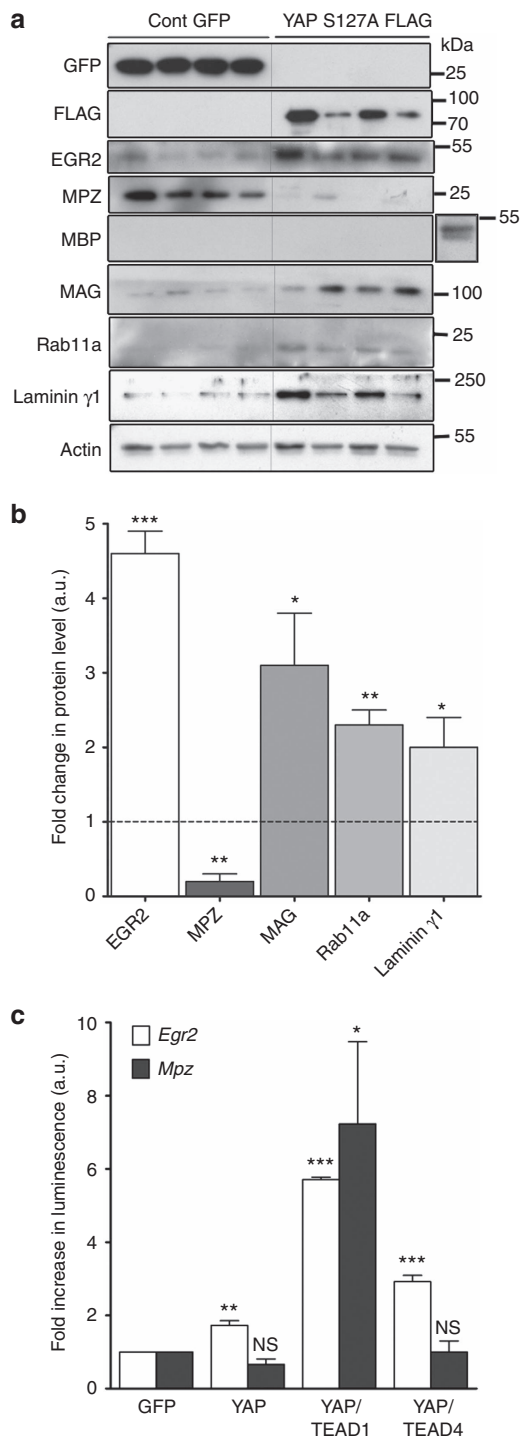 a
Cont GFP YAP S127A FLAG
kDa
GFP 25
FLAG 100
70
EGR2 55
MPZ 25
MBP 55
MAG 100
Rab11a 25
Laminin γ1 250
Actin 55
b
Fold change in protein level (a.u.)
5
4
3
2
1
0
***
**
*
**
*
EGR2 MPZ MAG Rab11a Laminin γ1
c
Fold increase in luminescence (a.u.)
10
8
6
4
2
0
Egr2
Mpz
** NS *** * *** NS
GFP YAP YAP/ YAP/
TEAD1 TEAD4